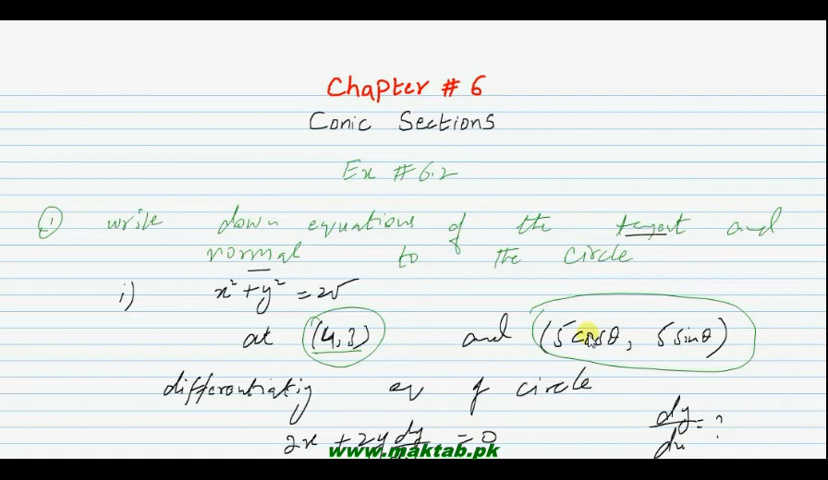 Chapter # 6
Conic Sections
Ex # 6.2
① write down equations of the tangent and
normal to the circle
i) x² + y² = 25
at (4,3) and (5cosθ, 5sinθ)
differentiating eq of circle
2x + 2y dy = 0 dy/dx = ?
www.maktab.pk